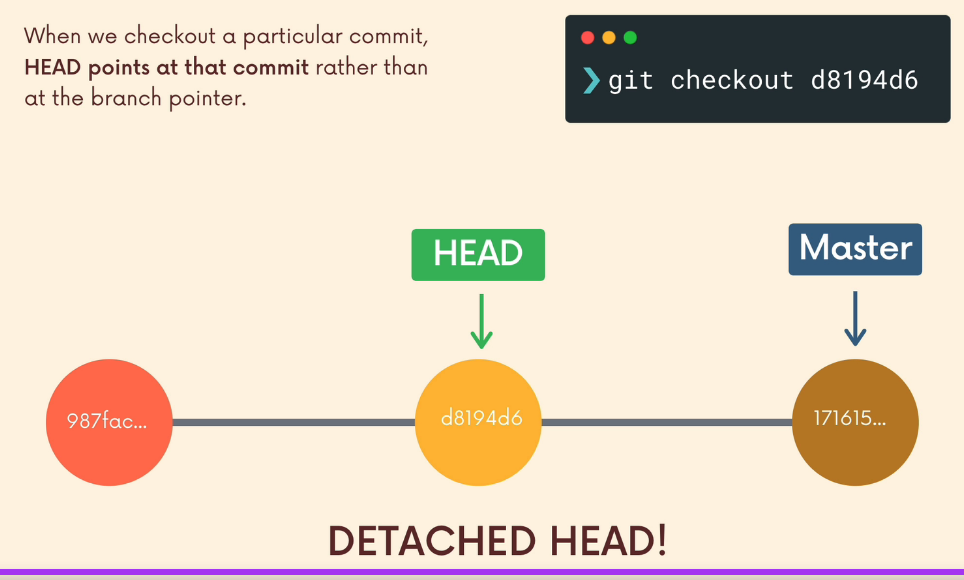 When we checkout a particular commit,
HEAD points at that commit rather than
at the branch pointer.
❯ git checkout d8194d6
HEAD
Master
987fac...
d8194d6
171615...
DETACHED HEAD!